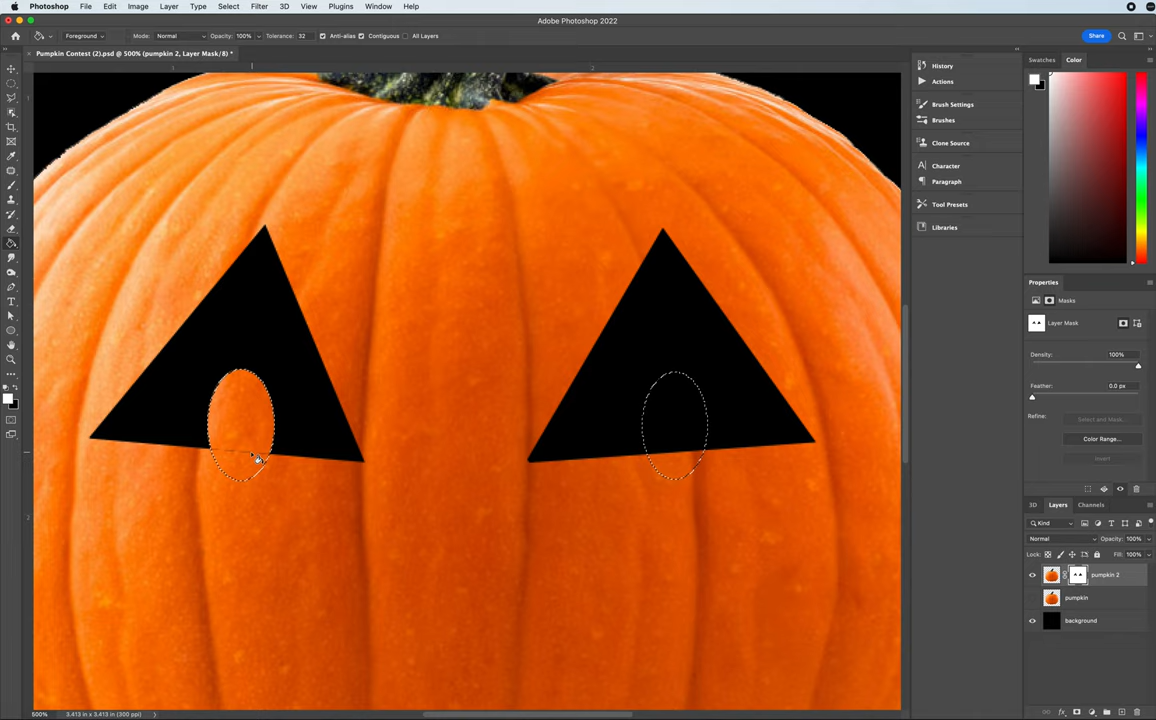 Photoshop File Edit Image Layer Type Select Filter 3D View Plugins Window Help
Adobe Photoshop 2022
Foreground Mode: Normal Opacity: 100% Tolerance: 32 Anti-alias Contiguous All Layers Share
Pumpkin Contest (2).psd @ 500% (pumpkin 2, Layer Mask/8) *
History
Actions
Brush Settings
Brushes
Clone Source
Character
Paragraph
Tool Presets
Libraries
Swatches Color
Properties
Masks
Layer Mask
Density: 100%
Feather: 0.0 px
Refine: Select and Mask...
Color Range...
Invert
3D Layers Channels
Kind
Normal Opacity: 100%
Lock: Fill: 100%
pumpkin 2
pumpkin
background
500% 3.413 in x 3.413 in (300 ppi)